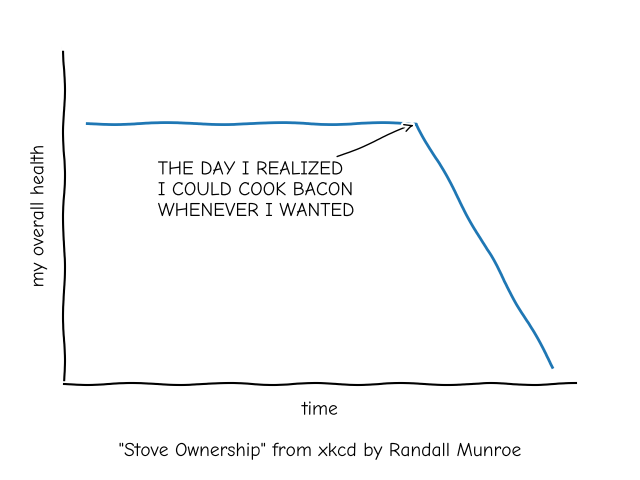 my overall health
THE DAY I REALIZED
I COULD COOK BACON
WHENEVER I WANTED
time
"Stove Ownership" from xkcd by Randall Munroe